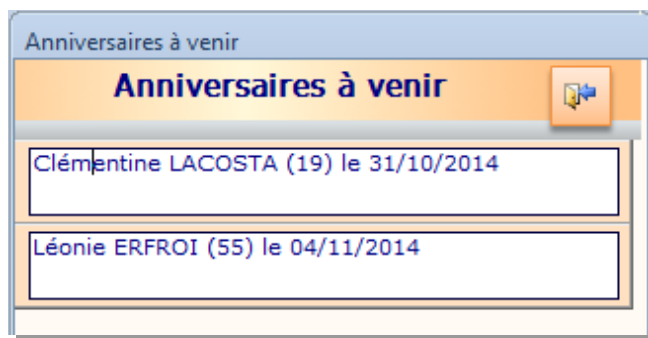 Anniversaires à venir
Anniversaires à venir
Clémentine LACOSTA (19) le 31/10/2014
Léonie ERFROI (55) le 04/11/2014